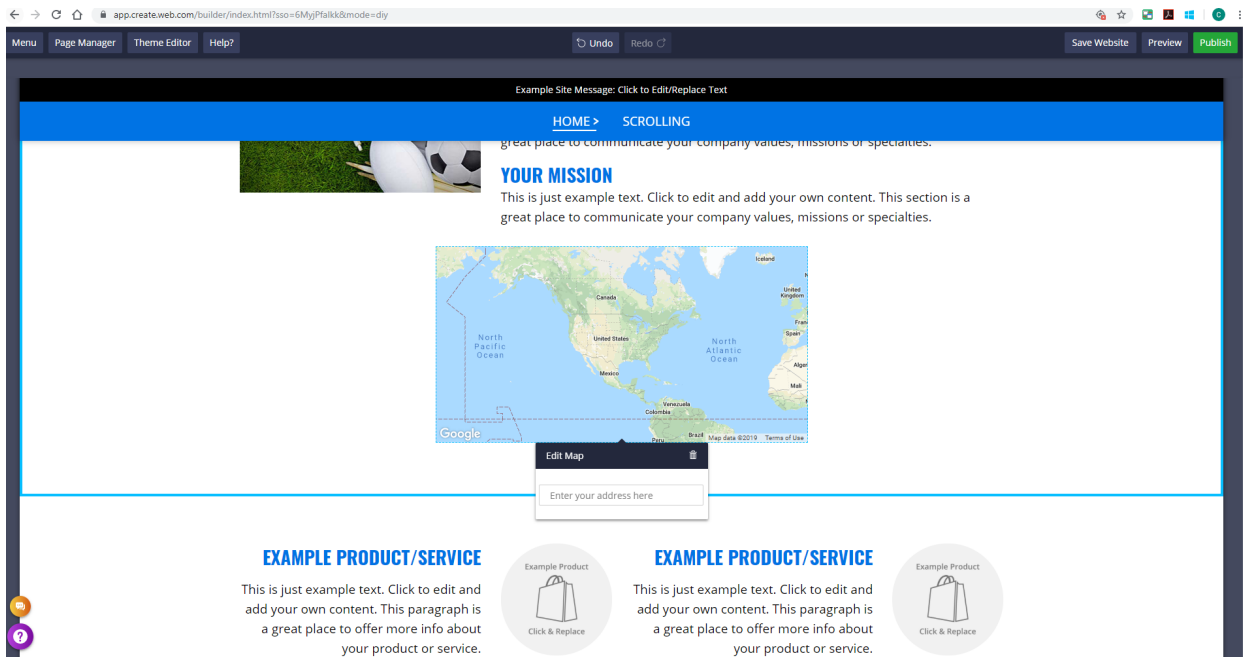 app.create.web.com/builder/index.html?sso=6MyjPfalkk&mode=diy
C
Menu Page Manager Theme Editor Help? Undo Redo Save Website Preview Publish
Example Site Message: Click to Edit/Replace Text
HOME > SCROLLING
great place to communicate your company values, missions or specialties.
YOUR MISSION
This is just example text. Click to edit and add your own content. This section is a
great place to communicate your company values, missions or specialties.
Iceland
Canada
United
Kingdom
Fran
Spain
North
Pacific
Ocean
United States
North
Atlantic
Ocean
Mexico
Alger
Mali
Venezuela
Colombia
Peru
Brazil
Google
Map data ©2019 Terms of Use
Edit Map
Enter your address here
EXAMPLE PRODUCT/SERVICE
This is just example text. Click to edit and
add your own content. This paragraph is
a great place to offer more info about
your product or service.
Example Product
Click & Replace
EXAMPLE PRODUCT/SERVICE
This is just example text. Click to edit and
add your own content. This paragraph is
a great place to offer more info about
your product or service.
Example Product
Click & Replace
?